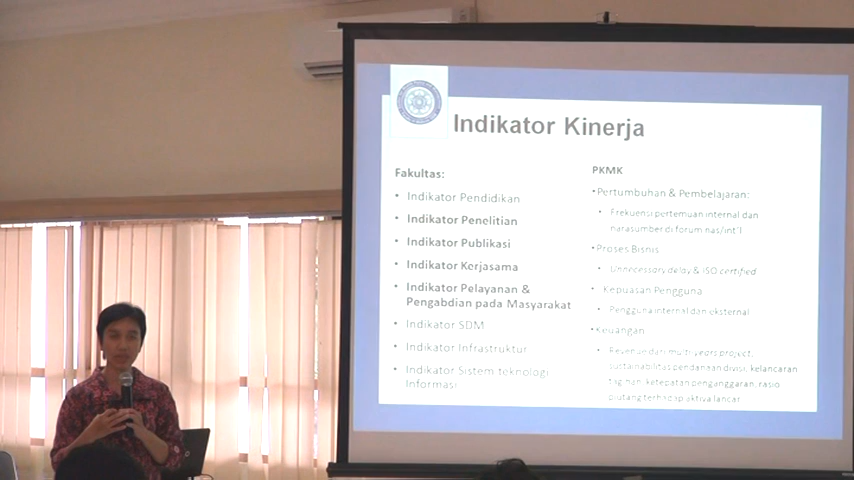 Indikator Kinerja
Fakultas:
• Indikator Pendidikan
• Indikator Penelitian
• Indikator Publikasi
• Indikator Kerjasama
• Indikator Pelayanan &
Pengabdian pada Masyarakat
• Indikator SDM
• Indikator Infrastruktur
• Indikator Sistem teknologi
Informasi
PKMK
•Pertumbuhan & Pembelajaran:
• Frekuensi pertemuan internal dan
narasumber di forum nas/int'l
•Proses Bisnis
• Unnecessary delay & ISO certified
• Kepuasan Pengguna
• Pengguna internal dan eksternal
•Keuangan
• Revenue dari multi-years project,
sustainabilitas pendanaan divisi, kelancaran
tagihan, ketepatan penganggaran, rasio
piutang terhadap aktiva lancar